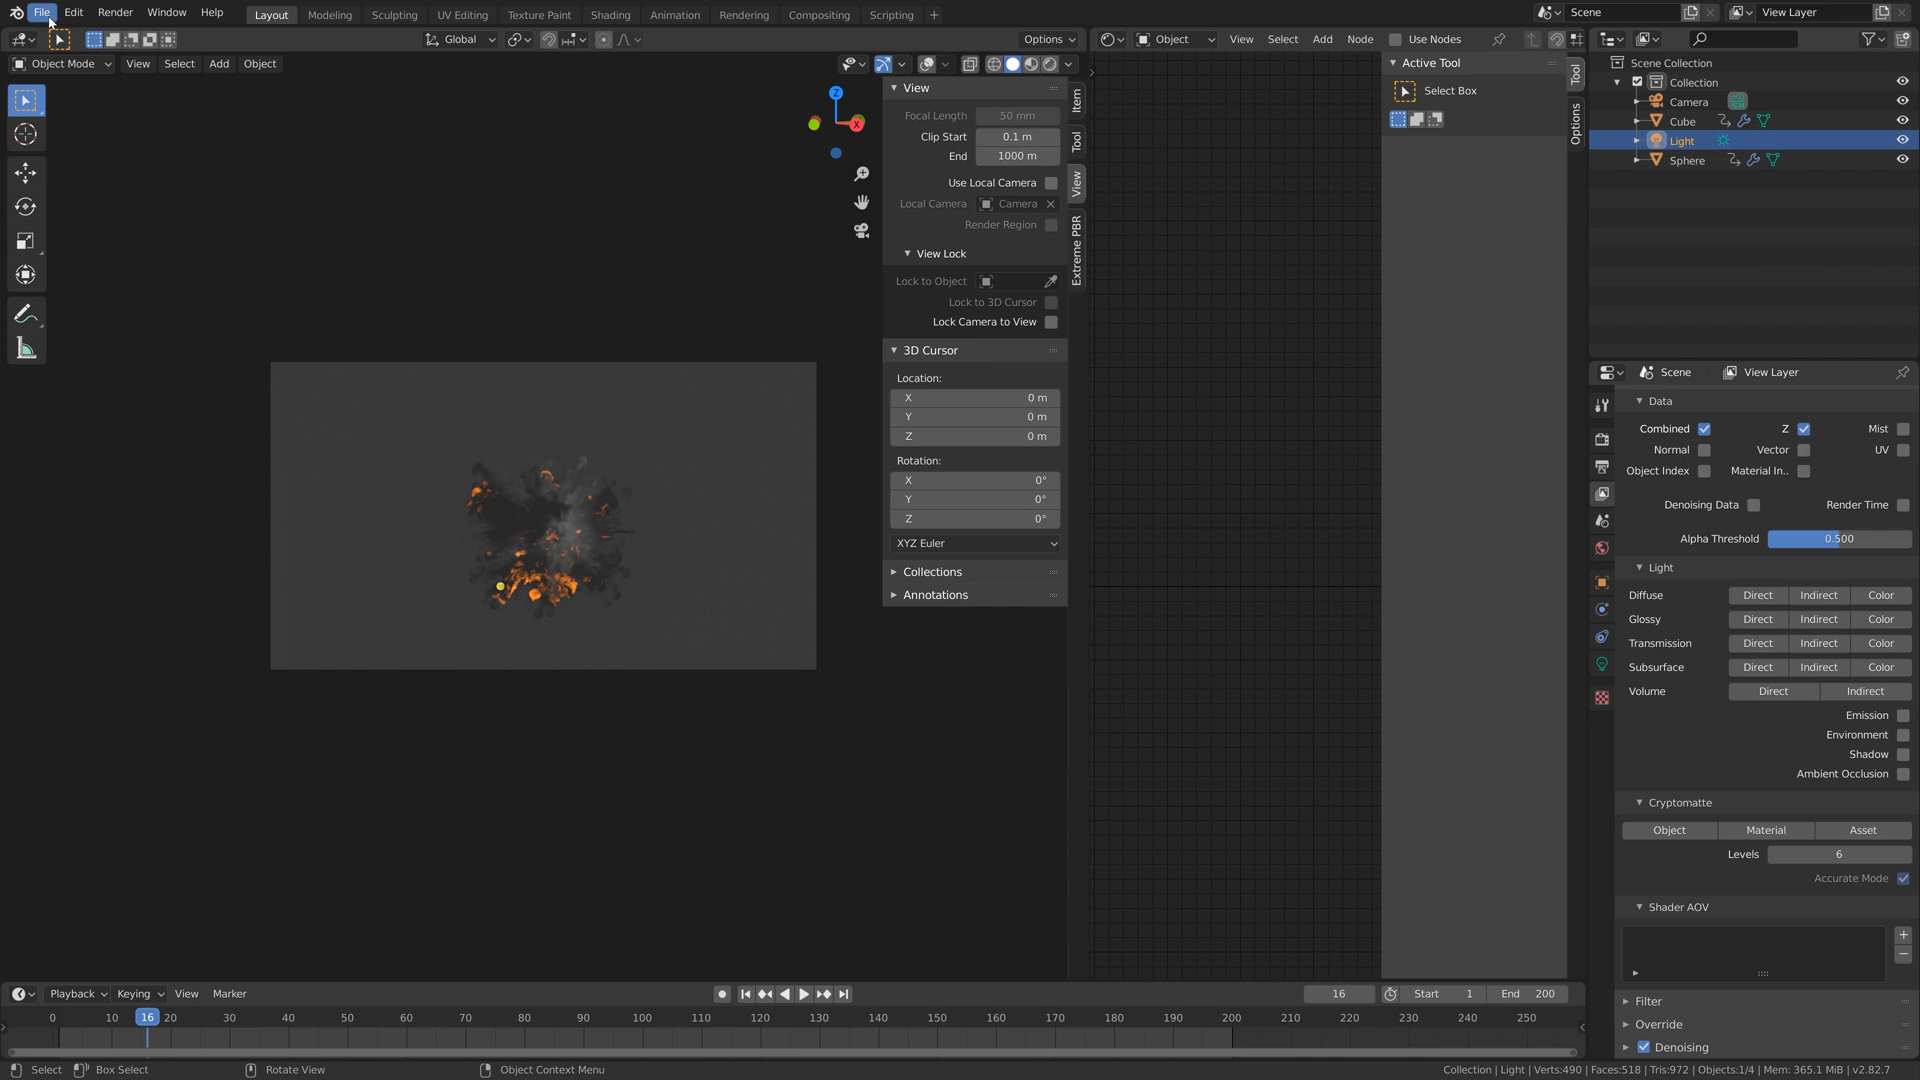 File Edit Render Window Help Layout Modeling Sculpting UV Editing Texture Paint Shading Animation Rendering Compositing Scripting + Scene View Layer
Global Options Object View Select Add Node Use Nodes
Object Mode View Select Add Object
View
Focal Length 50 mm
Clip Start 0.1 m
End 1000 m
Use Local Camera
Local Camera Camera
Render Region
View Lock
Lock to Object
Lock to 3D Cursor
Lock Camera to View
3D Cursor
Location:
X 0 m
Y 0 m
Z 0 m
Rotation:
X 0°
Y 0°
Z 0°
XYZ Euler
Collections
Annotations
Z
X
Item
Tool
View
Extreme PBR
Active Tool
Select Box
Tool
Options
Scene Collection
Collection
Camera
Cube
Light
Sphere
Scene View Layer
Data
Combined Z Mist
Normal Vector UV
Object Index Material In..
Denoising Data Render Time
Alpha Threshold 0.500
Light
Diffuse Direct Indirect Color
Glossy Direct Indirect Color
Transmission Direct Indirect Color
Subsurface Direct Indirect Color
Volume Direct Indirect
Emission
Environment
Shadow
Ambient Occlusion
Cryptomatte
Object Material Asset
Levels 6
Accurate Mode
Shader AOV
Filter
Override
Denoising
Playback Keying View Marker 16 Start 1 End 200
0 10 16 20 30 40 50 60 70 80 90 100 110 120 130 140 150 160 170 180 190 200 210 220 230 240 250
Select Box Select Rotate View Object Context Menu Collection | Light | Verts:490 | Faces:518 | Tris:972 | Objects:1/4 | Mem: 365.1 MiB | v2.82.7